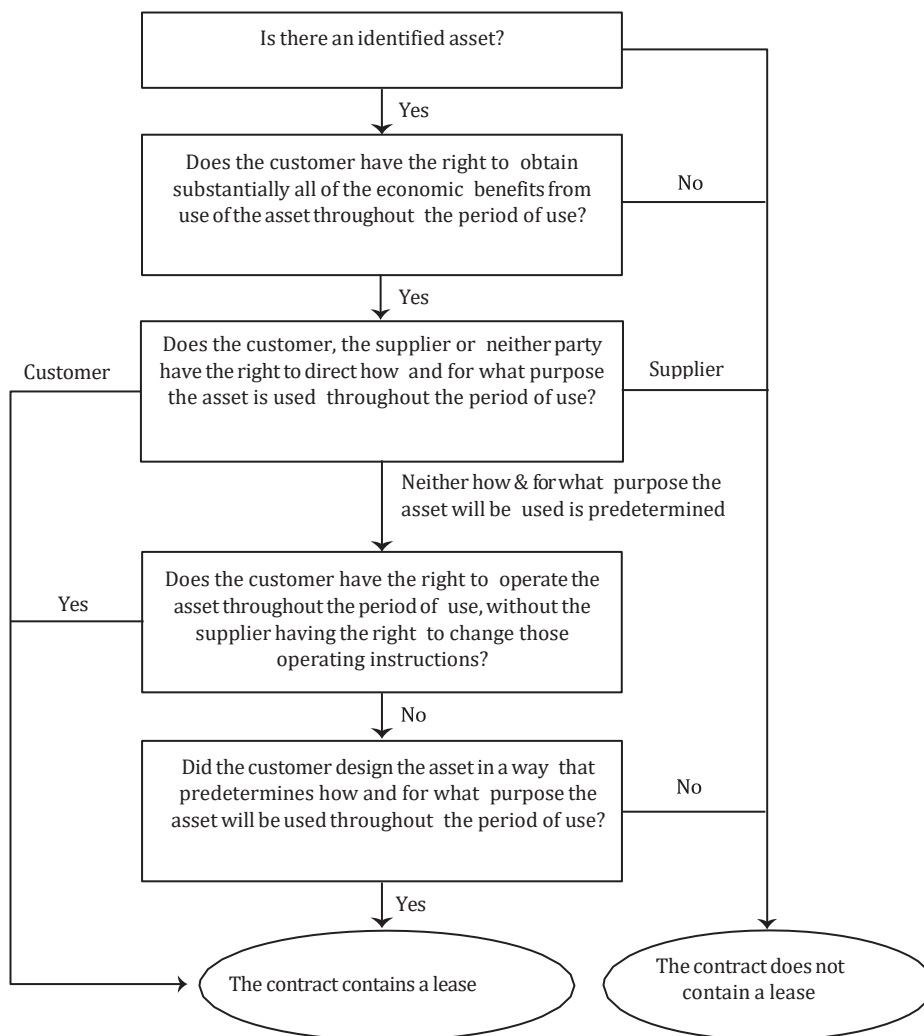 Is there an identified asset?
Yes
Does the customer have the right to obtain
substantially all of the economic benefits from
use of the asset throughout the period of use?
No
Yes
Does the customer, the supplier or neither party
have the right to direct how and for what purpose
the asset is used throughout the period of use?
Customer
Supplier
Neither how & for what purpose the
asset will be used is predetermined
Does the customer have the right to operate the
asset throughout the period of use, without the
supplier having the right to change those
operating instructions?
Yes
No
Did the customer design the asset in a way that
predetermines how and for what purpose the
asset will be used throughout the period of use?
No
Yes
The contract contains a lease
The contract does not
contain a lease